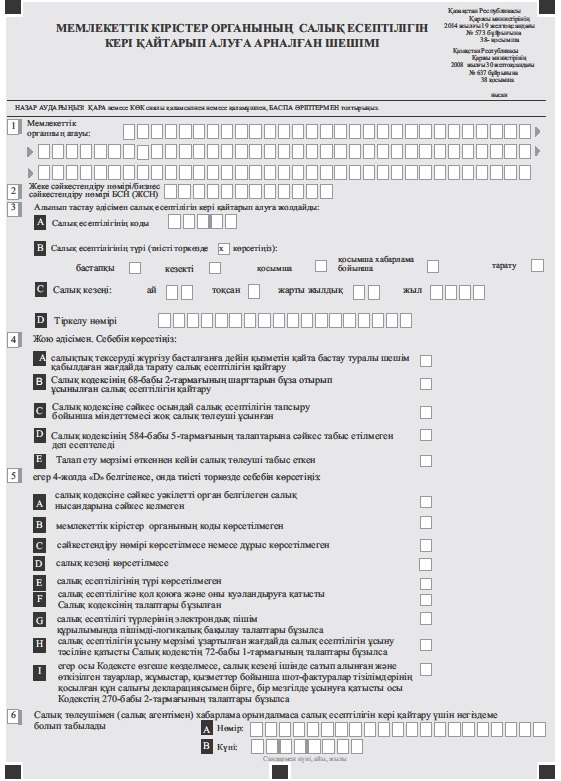 Қазақстан Республикасы
Қаржы министрінің
2014 жылғы 19 желтоқсандағы
№ 573 бұйрығына
38- қосымша
Қазақстан Республикасы
Қаржы министрінің
2008 жылғы 30 желтоқсандағы
№ 637 бұйрығына
38 қосымша
нысан
МЕМЛЕКЕТТІК КІРІСТЕР ОРГАНЫНЫҢ САЛЫҚ ЕСЕПТІЛІГІН
КЕРІ ҚАЙТАРЫП АЛУҒА АРНАЛҒАН ШЕШІМІ
НАЗАР АУДАРЫҢЫЗ! ҚАРА немесе КӨК сиялы қаламсаппен немесе қаламұшпен, БАСПА ӘРІПТЕРМЕН толтырыңыз.
1 Мемлекеттік
органның атауы:
2 Жеке сәйкестендіру нөмірі/бизнес
сәйкестендіру нөмірі БСН (ЖСН)
3 Алынып тастау әдісімен салық есептілігін кері қайтарып алуға жолдайды:
A Салық есептілігінің коды
B Салық есептілігінің түрі (тиісті торкөзде x көрсетіңіз):
бастапқы кезекті қосымша қосымша хабарлама
бойынша тарату
C Салық кезеңі: ай тоқсан жарты жылдық жыл
D Тіркелу нөмірі
4 Жою әдісімен. Себебін көрсетіңіз:
A салықтық тексеруді жүргізу басталғанға дейін қызметін қайта бастау туралы шешім
қабылдаған жағдайда тарату салық есептілігін қайтару
B Салық кодексінің 68-бабы 2-тармағының шарттарын бұза отырып
ұсынылған салық есептілігін қайтару
C Салық кодексіне сәйкес осындай салық есептілігін тапсыру
бойынша міндеттемесі жоқ салық төлеуші ұсынған
D Салық кодексінің 584-бабы 5-тармағының талаптарына сәйкес табыс етілмеген
деп есептеледі
E Талап ету мерзімі өткеннен кейін салық төлеуші табыс еткен
5 егер 4-жолда «D» белгіленсе, онда тиісті торкөзде себебін көрсетіңіз:
A салық кодексіне сәйкес уәкілетті орган белгілеген салық
нысандарына сәйкес келмеген
B мемлекеттік кірістер органының коды көрсетілмеген
C сәйкестендіру нөмірі көрсетілмесе немесе дұрыс көрсетілмеген
D салық кезеңі көрсетілмесе
E салық есептілігінің түрі көрсетілмеген
F салық есептілігіне қол қоюға және оны куәландыруға қатысты
Салық кодексінің талаптары бұзылған
G салық есептілігі түрлерінің электрондық пішім
құрылымында пішімді-логикалық бақылау талаптары бұзылса
H салық есептілігін ұсыну мерзімі ұзартылған жағдайда салық есептілігін ұсыну
тәсіліне қатысты Салық кодектің 72-бабы 1-тармағының талаптары бұзылса
I егер осы Кодексте өзгеше көзделмесе, салық кезеңі ішінде сатып алынған және
өткізілген тауарлар, жұмыстар, қызметтер бойынша шот-фактуралар тізілімдерінің
қосылған құн салығы декларациясымен бірге, бір мезгілде ұсынуға қатысты осы
Кодектің 270-бабы 2-тармағының талаптары бұзылса
6 Салық төлеушімен (салық агентімен) хабарлама орындалмаса салық есептілігін кері қайтару үшін негіздеме
болып табылады A Нөмір:
B Күні:
Сандармен күні, айы, жылы